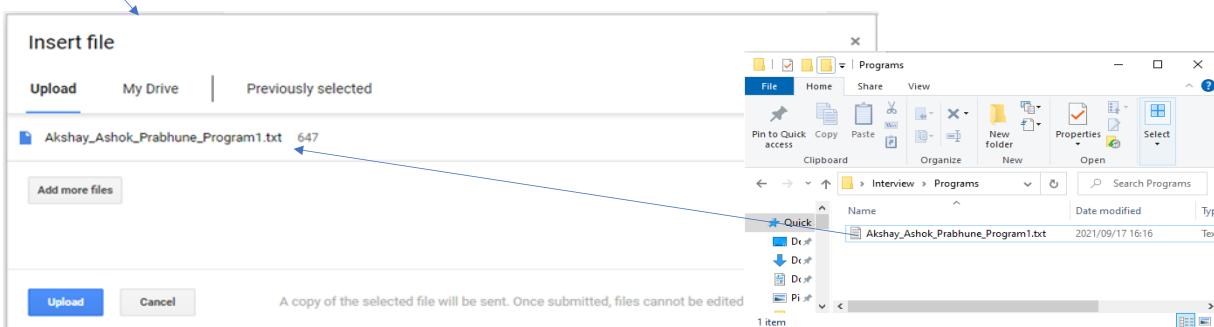 Insert file
×
Upload
My Drive
Previously selected
Akshay_Ashok_Prabhune_Program1.txt 647
Add more files
Upload
Cancel
A copy of the selected file will be sent. Once submitted, files cannot be edited
Programs
File
Home
Share
View
Pin to Quick access
Copy
Paste
New folder
Properties
Select
Clipboard
Organize
New
Open
Interview > Programs
Search Programs
Name
Date modified
Quick
Akshay_Ashok_Prabhune_Program1.txt
2021/09/17 16:16
1 item